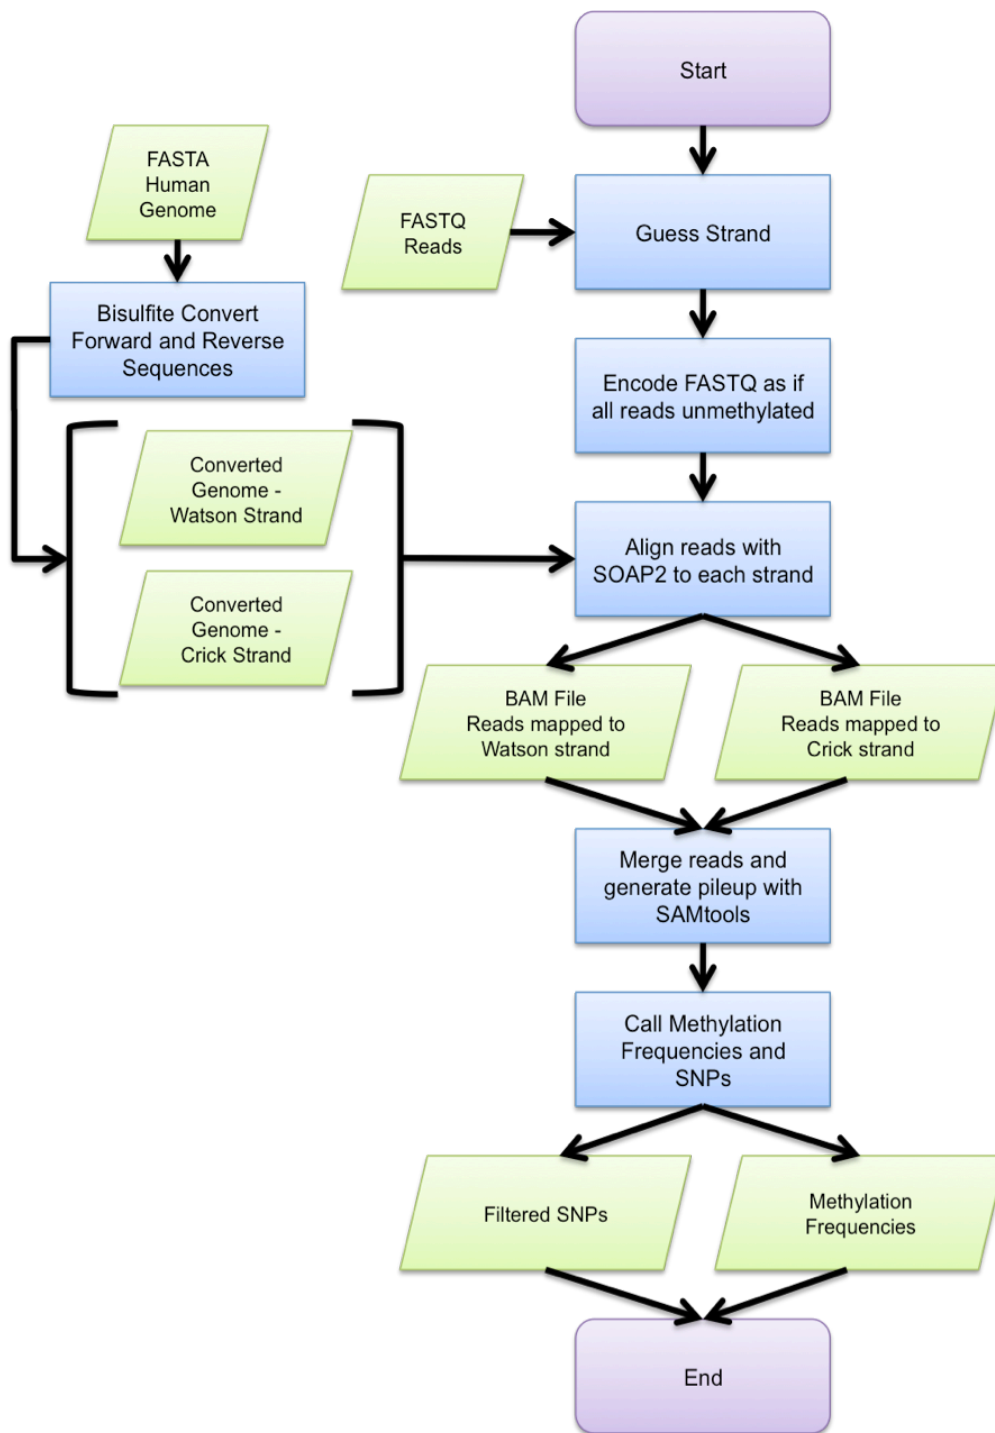 Start
FASTA
Human
Genome
FASTQ
Reads
Guess Strand
Bisulfite Convert
Forward and Reverse
Sequences
Encode FASTQ as if
all reads unmethylated
Converted
Genome -
Watson Strand
Align reads with
SOAP2 to each strand
Converted
Genome -
Crick Strand
BAM File
Reads mapped to
Watson strand
BAM File
Reads mapped to
Crick strand
Merge reads and
generate pileup with
SAMtools
Call Methylation
Frequencies and
SNPs
Filtered SNPs
Methylation
Frequencies
End